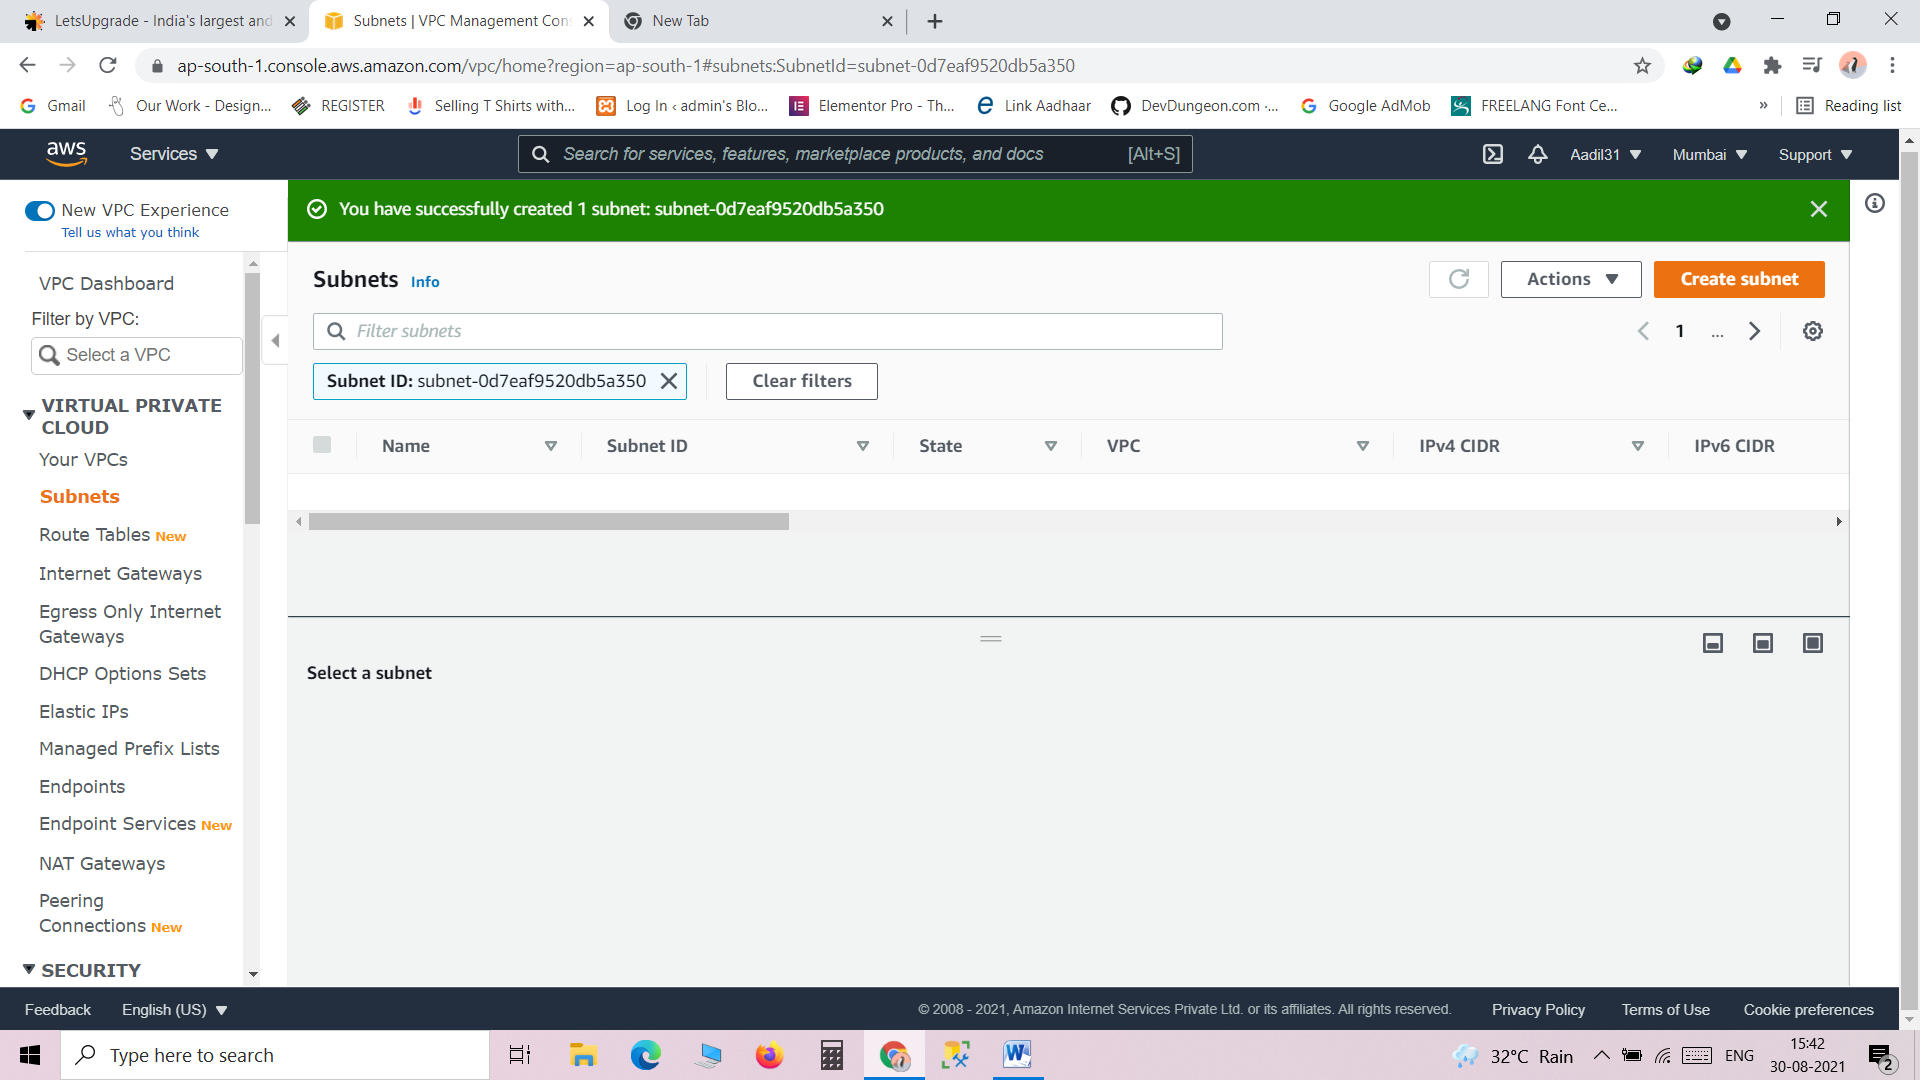 LetsUpgrade - India's largest and
Subnets | VPC Management Con
New Tab
ap-south-1.console.aws.amazon.com/vpc/home?region=ap-south-1#subnets:SubnetId=subnet-0d7eaf9520db5a350
Gmail
Our Work - Design...
REGISTER
Selling T Shirts with...
Log In ‹ admin's Blo...
Elementor Pro - Th...
Link Aadhaar
DevDungeon.com -...
Google AdMob
FREELANG Font Ce...
»
Reading list
aws
Services
Search for services, features, marketplace products, and docs
[Alt+S]
Aadil31
Mumbai
Support
New VPC Experience
Tell us what you think
You have successfully created 1 subnet: subnet-0d7eaf9520db5a350
VPC Dashboard
Filter by VPC:
Select a VPC
VIRTUAL PRIVATE
CLOUD
Your VPCs
Subnets
Route Tables New
Internet Gateways
Egress Only Internet
Gateways
DHCP Options Sets
Elastic IPs
Managed Prefix Lists
Endpoints
Endpoint Services New
NAT Gateways
Peering
Connections New
SECURITY
Subnets Info
Actions
Create subnet
Filter subnets
1
...
Subnet ID: subnet-0d7eaf9520db5a350
Clear filters
Name
Subnet ID
State
VPC
IPv4 CIDR
IPv6 CIDR
Select a subnet
Feedback
English (US)
© 2008 - 2021, Amazon Internet Services Private Ltd. or its affiliates. All rights reserved.
Privacy Policy
Terms of Use
Cookie preferences
Type here to search
32°C Rain
ENG
15:42
30-08-2021
2